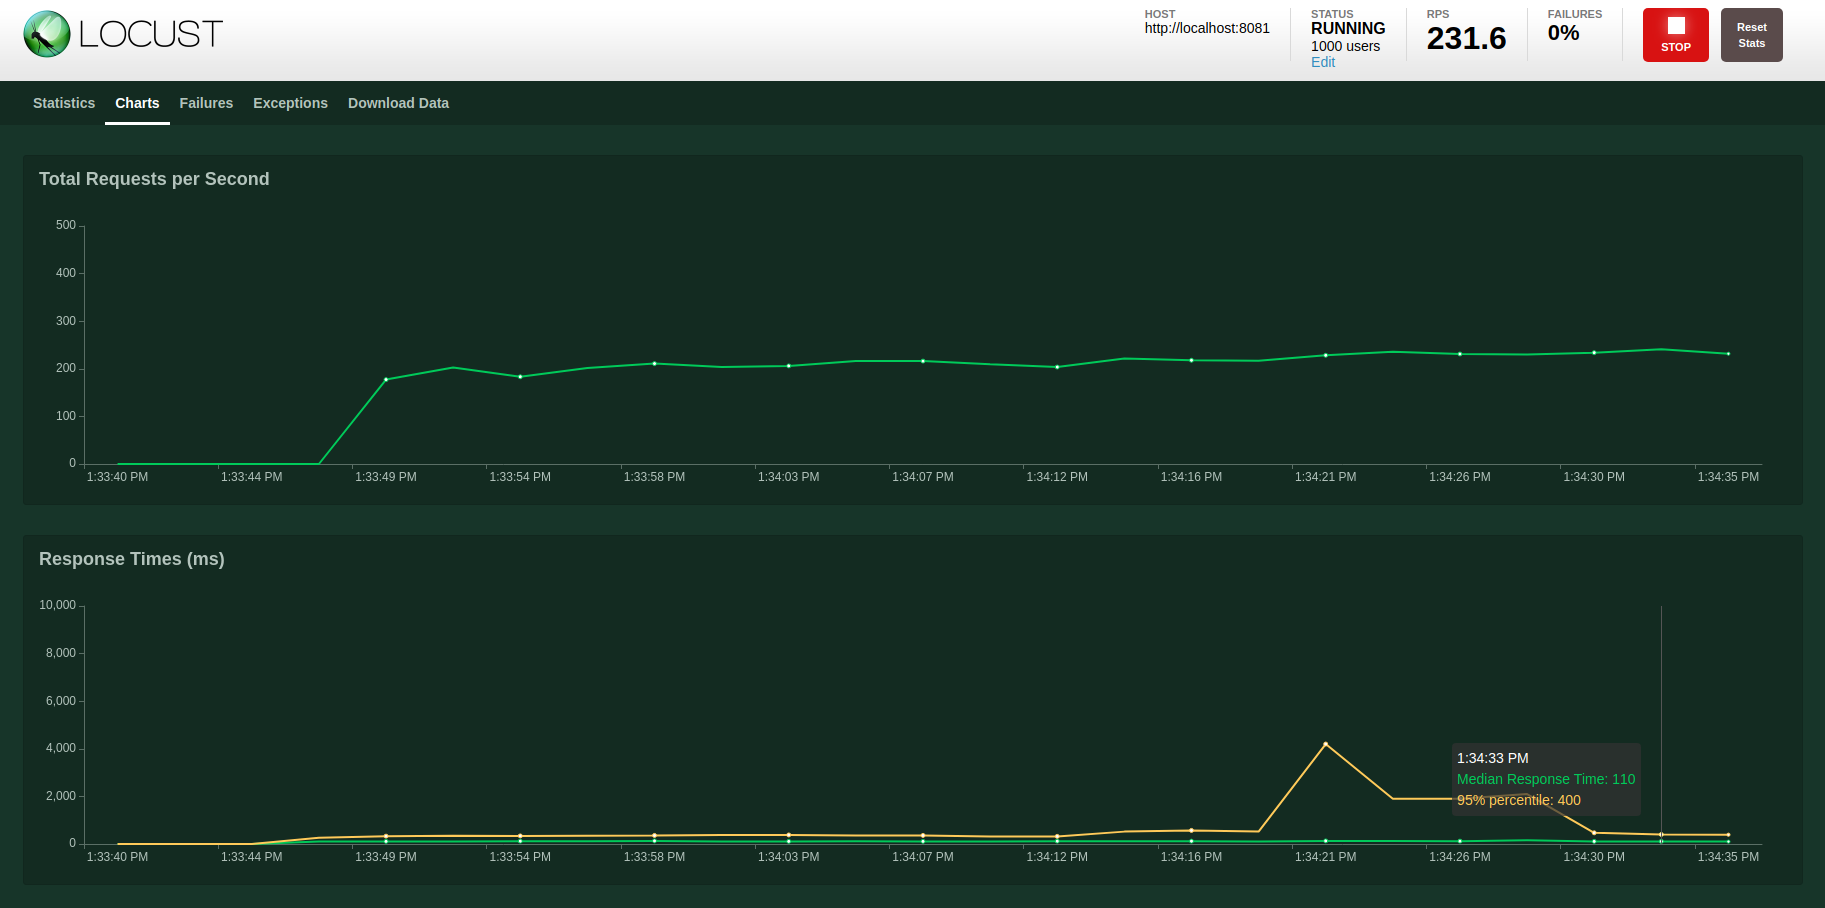 LOCUST
HOST
http://localhost:8081
STATUS
RUNNING
1000 users
Edit
RPS
231.6
FAILURES
0%
STOP
Reset
Stats
Statistics Charts Failures Exceptions Download Data
Total Requests per Second
500
400
300
200
100
0
1:33:40 PM 1:33:44 PM 1:33:49 PM 1:33:54 PM 1:33:58 PM 1:34:03 PM 1:34:07 PM 1:34:12 PM 1:34:16 PM 1:34:21 PM 1:34:26 PM 1:34:30 PM 1:34:35 PM
Response Times (ms)
10,000
8,000
6,000
4,000
2,000
0
1:34:33 PM
Median Response Time: 110
95% percentile: 400
1:33:40 PM 1:33:44 PM 1:33:49 PM 1:33:54 PM 1:33:58 PM 1:34:03 PM 1:34:07 PM 1:34:12 PM 1:34:16 PM 1:34:21 PM 1:34:26 PM 1:34:30 PM 1:34:35 PM